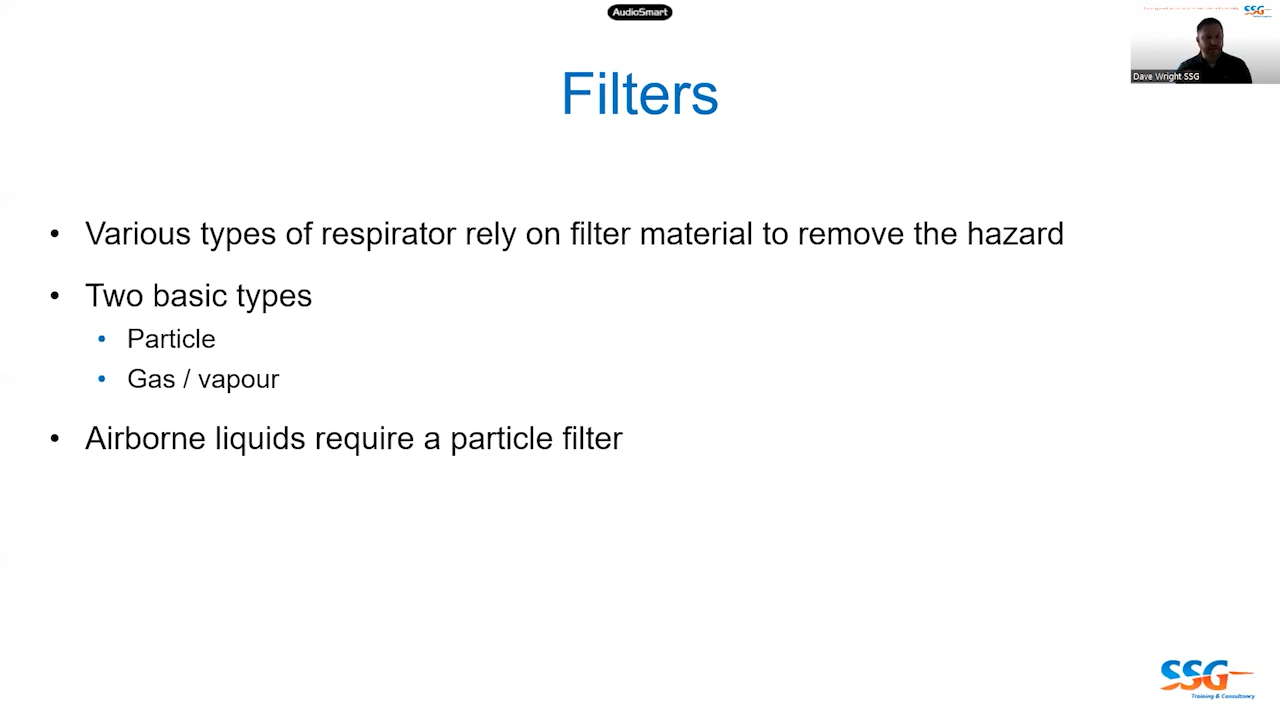 AudioSmart
SSG
Dave Wright SSG
Filters
• Various types of respirator rely on filter material to remove the hazard
• Two basic types
• Particle
• Gas / vapour
• Airborne liquids require a particle filter
SSG
Training & Consultancy